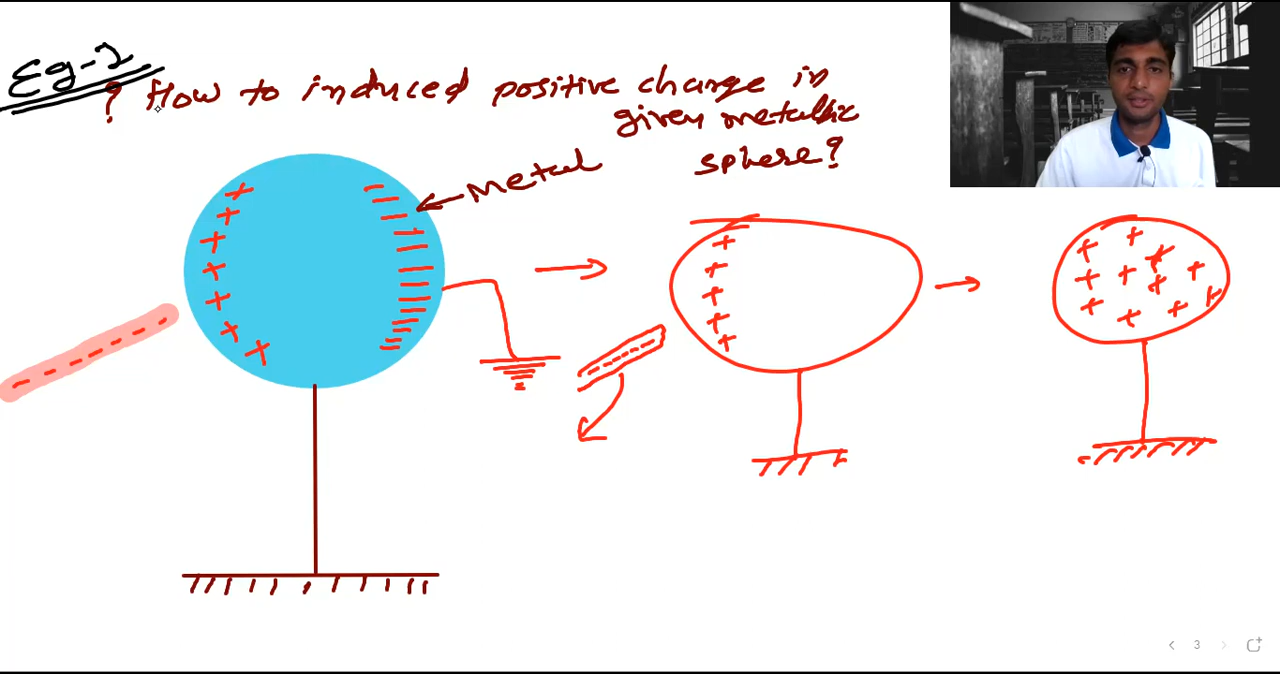 Eg-2
? How to induced positive charge in
given metallic
sphere?
Metal
3